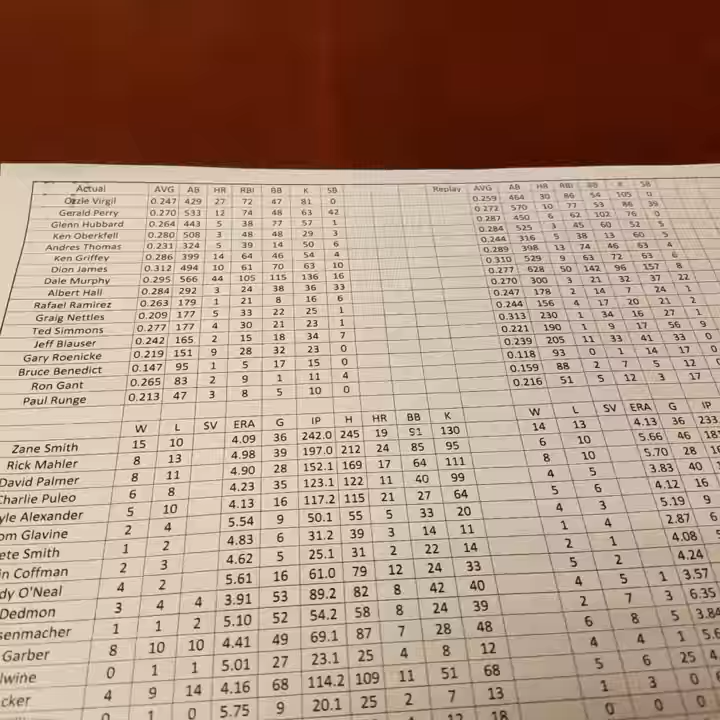 Actual AVG AB HR RBI BB K SB Replay AVG AB HR RBI BB K SB
Ozzie Virgil 0.247 429 27 72 47 81 0 0.259 464 30 86 54 105 0
Gerald Perry 0.270 533 12 74 48 63 42 0.272 570 10 77 53 86 39
Glenn Hubbard 0.264 443 5 38 77 57 1 0.287 450 6 62 102 76 0
Ken Oberkfell 0.280 508 3 48 48 29 3 0.284 525 3 45 60 52 5
Andres Thomas 0.231 324 5 39 14 50 6 0.244 316 5 38 13 60 5
Ken Griffey 0.286 399 14 64 46 54 4 0.289 398 13 74 46 63 4
Dion James 0.312 494 10 61 70 63 10 0.310 529 9 63 72 63 6
Dale Murphy 0.295 566 44 105 115 136 16 0.277 628 50 142 96 157 8
Albert Hall 0.284 292 3 24 38 36 33 0.270 300 3 21 32 37 22
Rafael Ramirez 0.263 179 1 21 8 16 6 0.247 178 2 14 7 24 1
Graig Nettles 0.209 177 5 33 22 25 1 0.244 156 4 17 20 21 2
Ted Simmons 0.277 177 4 30 21 23 1 0.313 230 1 34 16 27 1
Jeff Blauser 0.242 165 2 15 18 34 7 0.221 190 1 9 17 56 9
Gary Roenicke 0.219 151 9 28 32 23 0 0.239 205 11 33 41 33 0
Bruce Benedict 0.147 95 1 5 17 15 0 0.118 93 0 1 14 17 0
Ron Gant 0.265 83 2 9 1 11 4 0.159 88 2 7 5 12 0
Paul Runge 0.213 47 3 8 5 10 0 0.216 51 5 12 3 17
W L SV ERA G IP H HR BB K W L SV ERA G IP
Zane Smith 15 10 4.09 36 242.0 245 19 91 130 14 13 4.13 36 233
Rick Mahler 8 13 4.98 39 197.0 212 24 85 95 6 10 5.66 46
David Palmer 8 11 4.90 28 152.1 169 17 64 111 8 10 5.70 28
Charlie Puleo 6 8 4.23 35 123.1 122 11 40 99 4 5 3.83 40
yle Alexander 5 10 4.13 16 117.2 115 21 27 64 5 6 4.12 16
om Glavine 2 4 5.54 9 50.1 55 5 33 20 4 3 5.19 9
ete Smith 1 2 4.83 6 31.2 39 3 14 11 1 4 2.87 6
in Coffman 2 3 4.62 5 25.1 31 2 22 14 2 1 4.08 5
dy O'Neal 4 2 5.61 16 61.0 79 12 24 33 5 2 4.24
Dedmon 3 4 4 3.91 53 89.2 82 8 42 40 4 5 1 3.57
senmacher 1 1 2 5.10 52 54.2 58 8 24 39 2 7 3 6.35
Garber 8 10 10 4.41 49 69.1 87 7 28 48 6 8 5 3.84
lwine 0 1 1 5.01 27 23.1 25 4 8 12 4 4 1 5.6
cker 4 9 14 4.16 68 114.2 109 11 51 68 5 6 25 4.
0 1 0 5.75 9 20.1 25 2 7 13 1 3 0
12 18 0 0 0